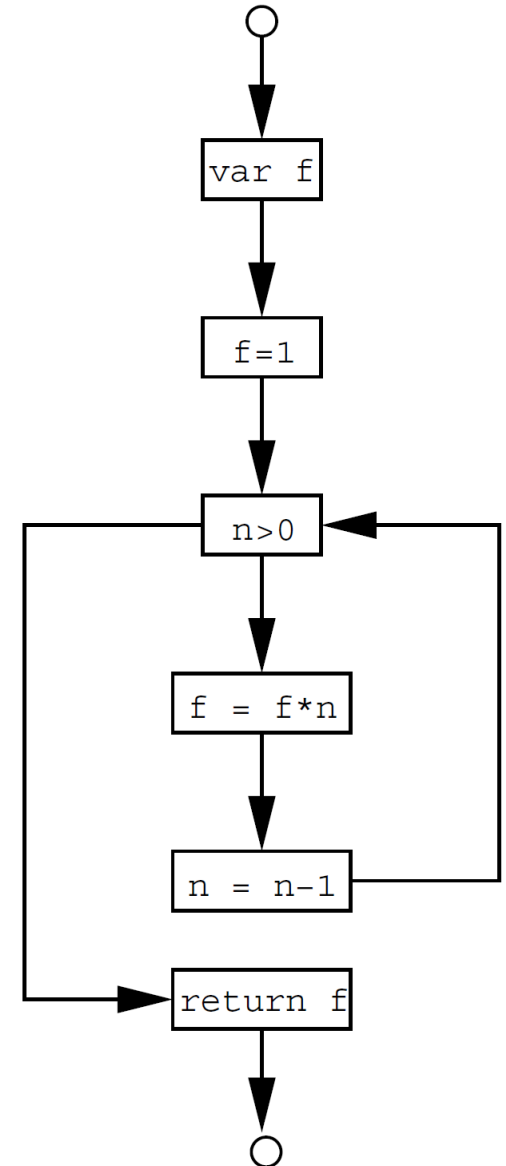 var f
f=1
n>0
f = f*n
n = n-1
return f